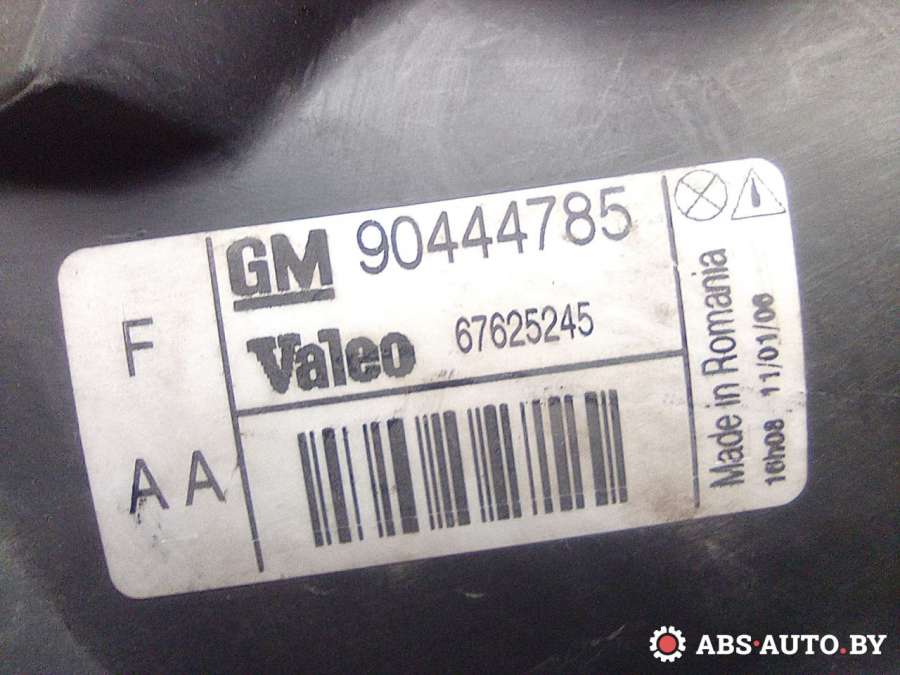 F
A A
GM 90444785
Valeo 67625245
Made in Romania
16h08 11/01/06
ABS-AUTO.BY